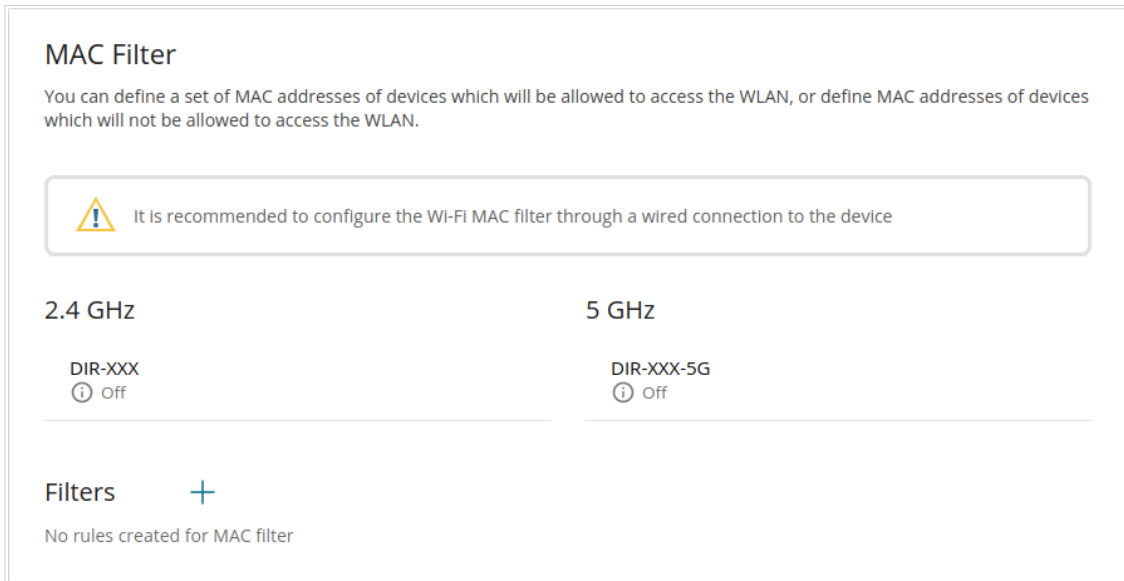 MAC Filter
You can define a set of MAC addresses of devices which will be allowed to access the WLAN, or define MAC addresses of devices
which will not be allowed to access the WLAN.
It is recommended to configure the Wi-Fi MAC filter through a wired connection to the device
2.4 GHz
DIR-XXX
Off
5 GHz
DIR-XXX-5G
Off
Filters
No rules created for MAC filter